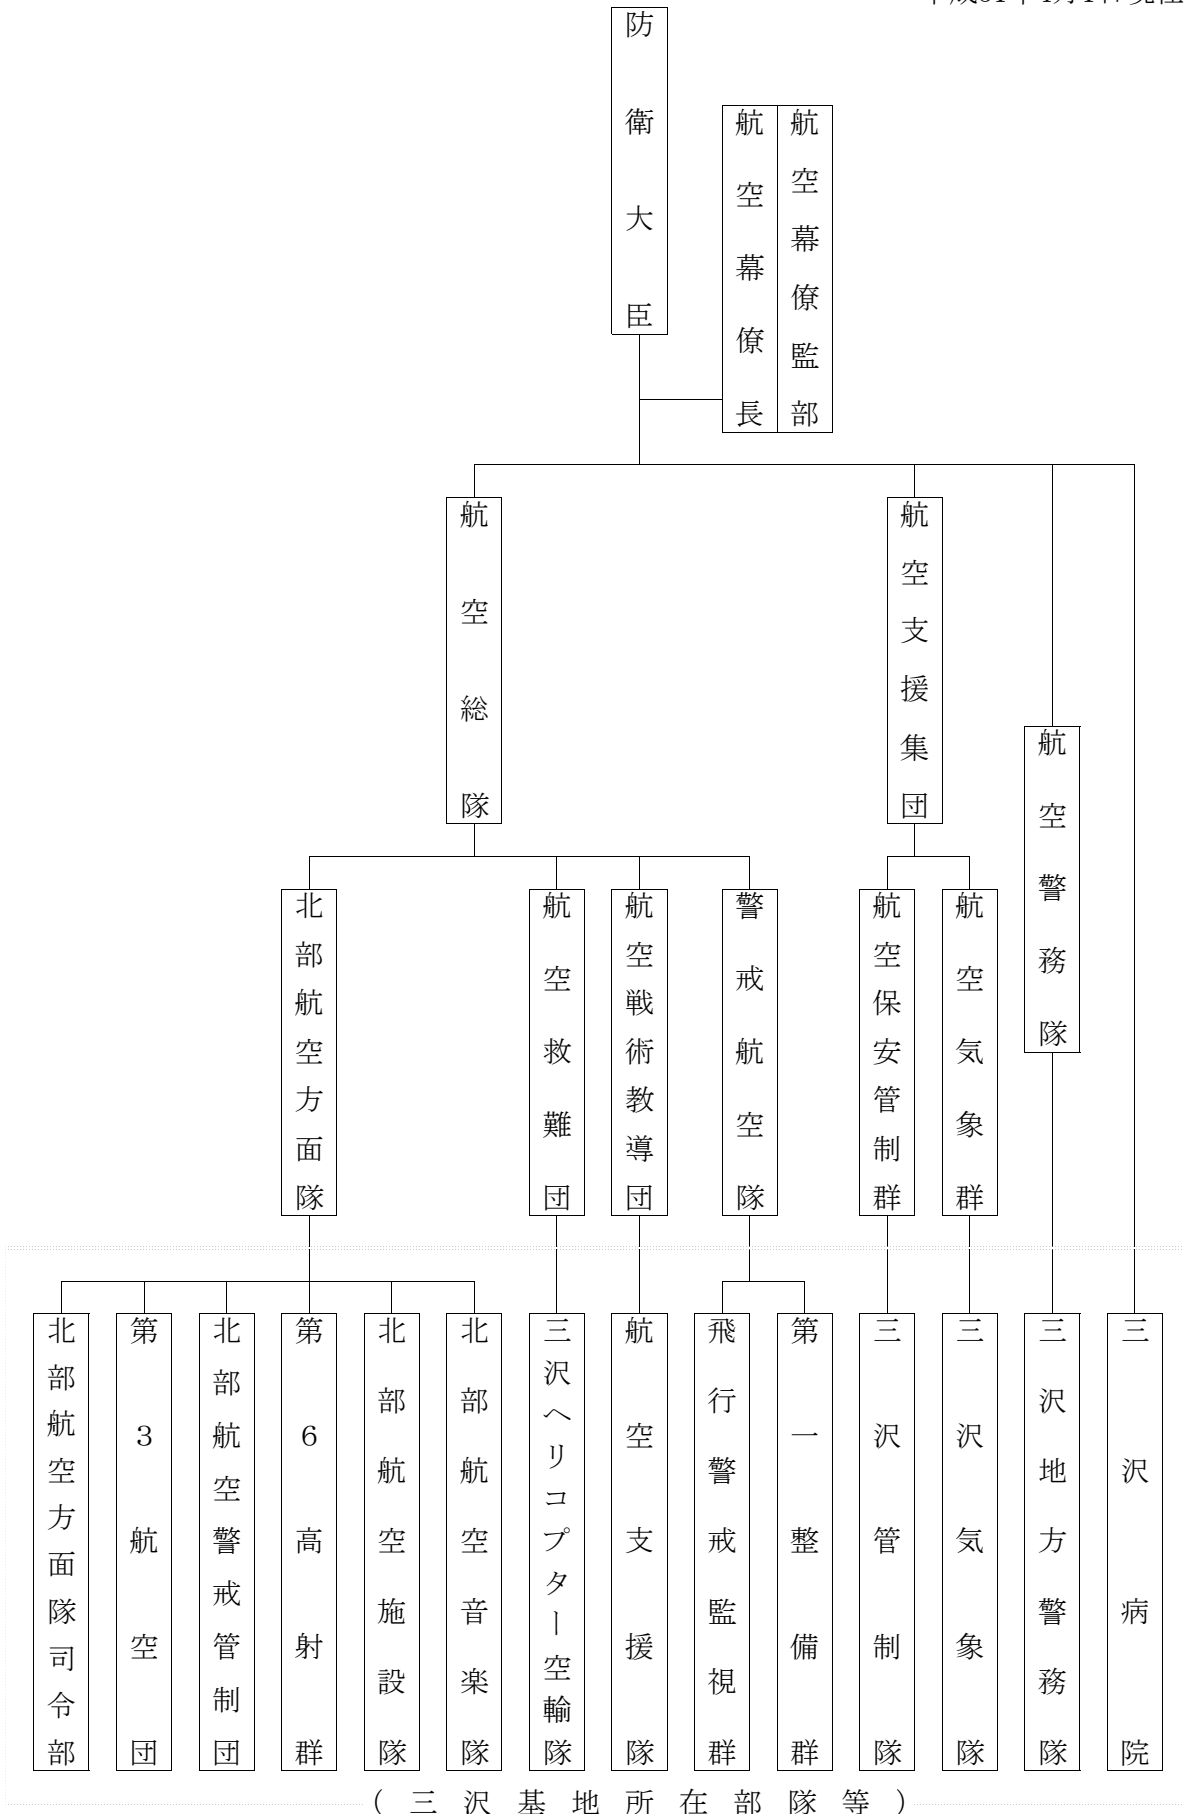 防衛大臣
航空幕僚長
航空幕僚監部
航空総隊
航空支援集団
航空警務隊
北部航空方面隊
航空救難団
航空戦術教導団
警戒航空隊
航空保安管制群
航空気象群
北部航空方面隊司令部
第3航空団
北部航空警戒管制団
第6高射群
北部航空施設隊
北部航空音楽隊
三沢ヘリコプター空輸隊
航空支援隊
飛行警戒監視群
第一整備群
三沢管制隊
三沢気象隊
三沢地方警務隊
三沢病院
(三沢基地所在部隊等)